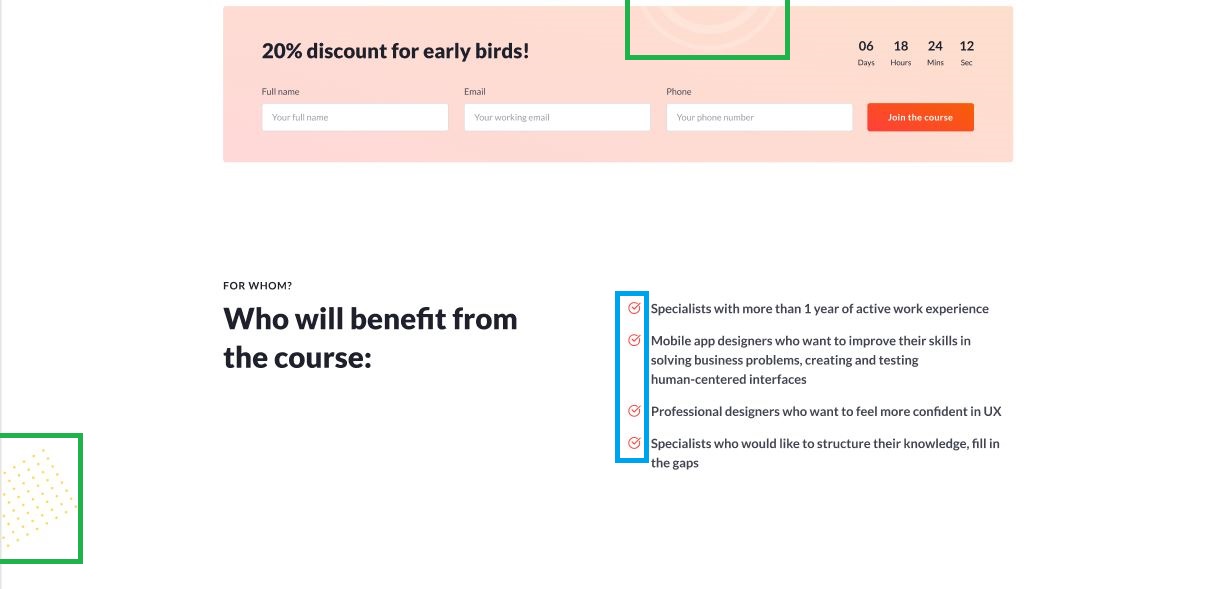 20% discount for early birds!
06 18 24 12
Days Hours Mins Sec
Full name Email Phone
Your full name Your working email Your phone number Join the course
FOR WHOM?
Who will benefit from
the course:
Specialists with more than 1 year of active work experience
Mobile app designers who want to improve their skills in
solving business problems, creating and testing
human-centered interfaces
Professional designers who want to feel more confident in UX
Specialists who would like to structure their knowledge, fill in
the gaps